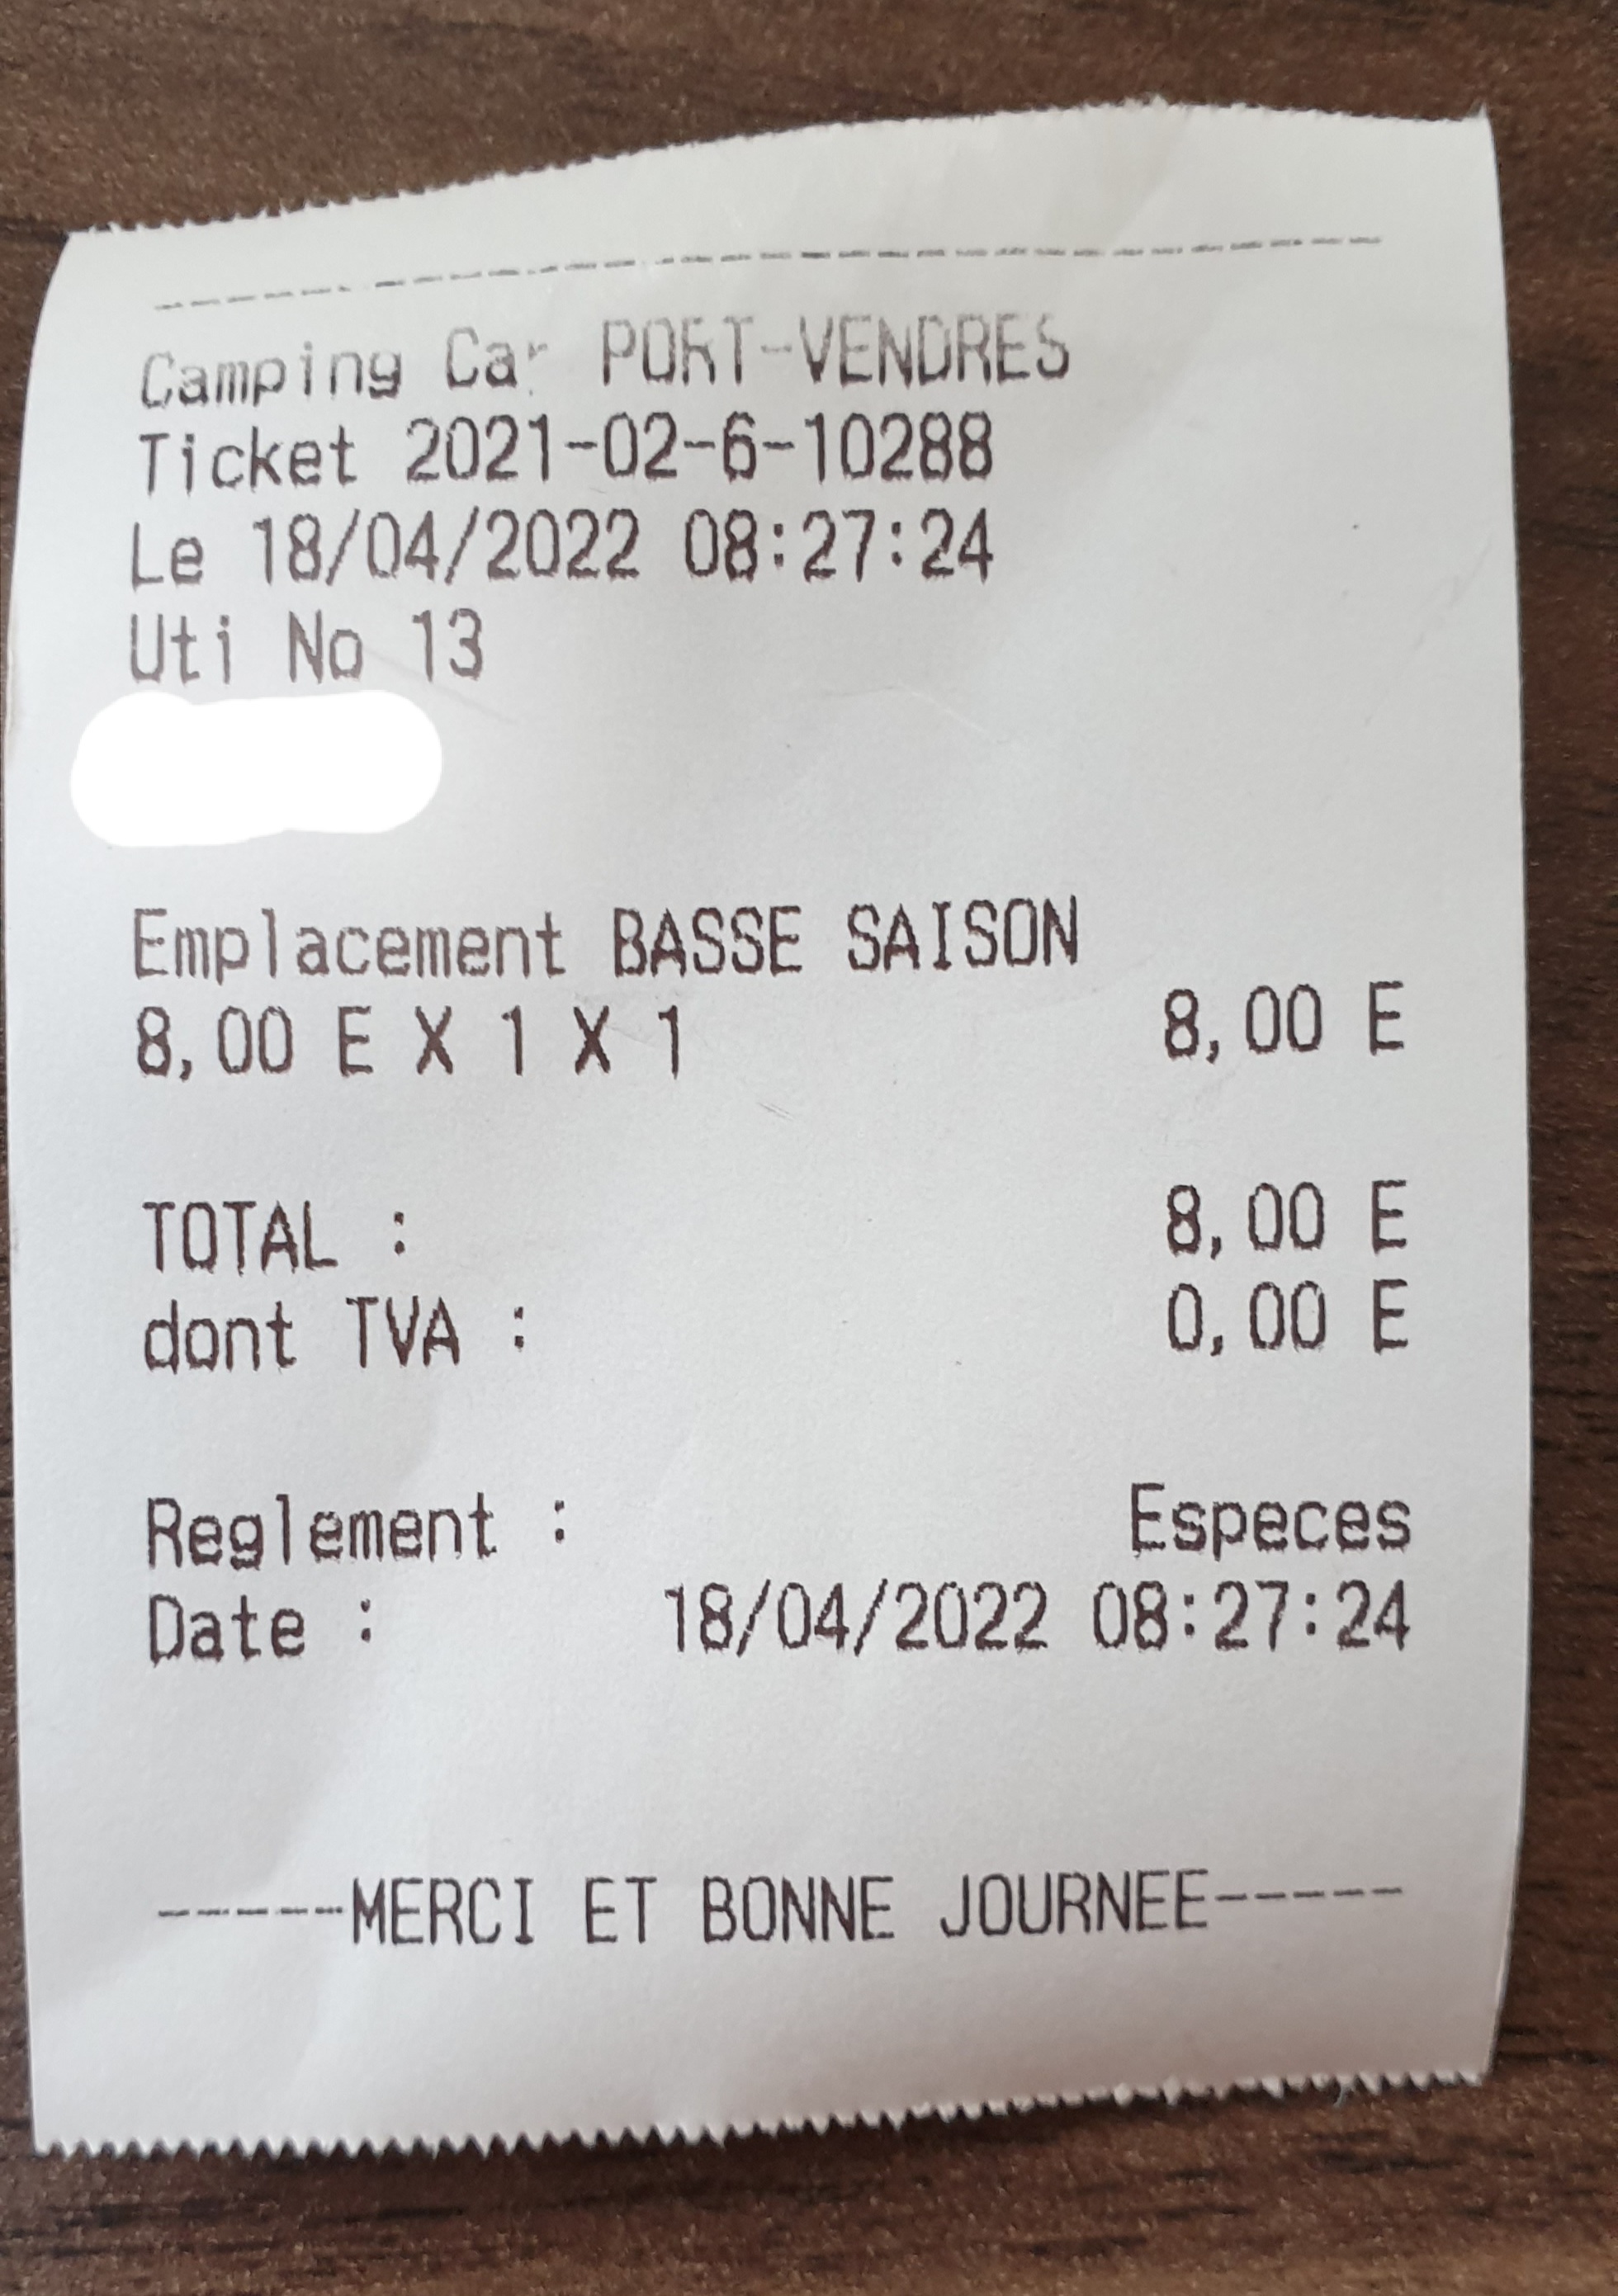 Camping Car PORT-VENDRES
Ticket 2021-02-6-10288
Le 18/04/2022 08:27:24
Uti No 13
Emplacement BASSE SAISON
8,00 E X 1 X 1 8,00 E
TOTAL : 8,00 E
dont TVA : 0,00 E
Reglement : Especes
Date : 18/04/2022 08:27:24
------MERCI ET BONNE JOURNEE-----